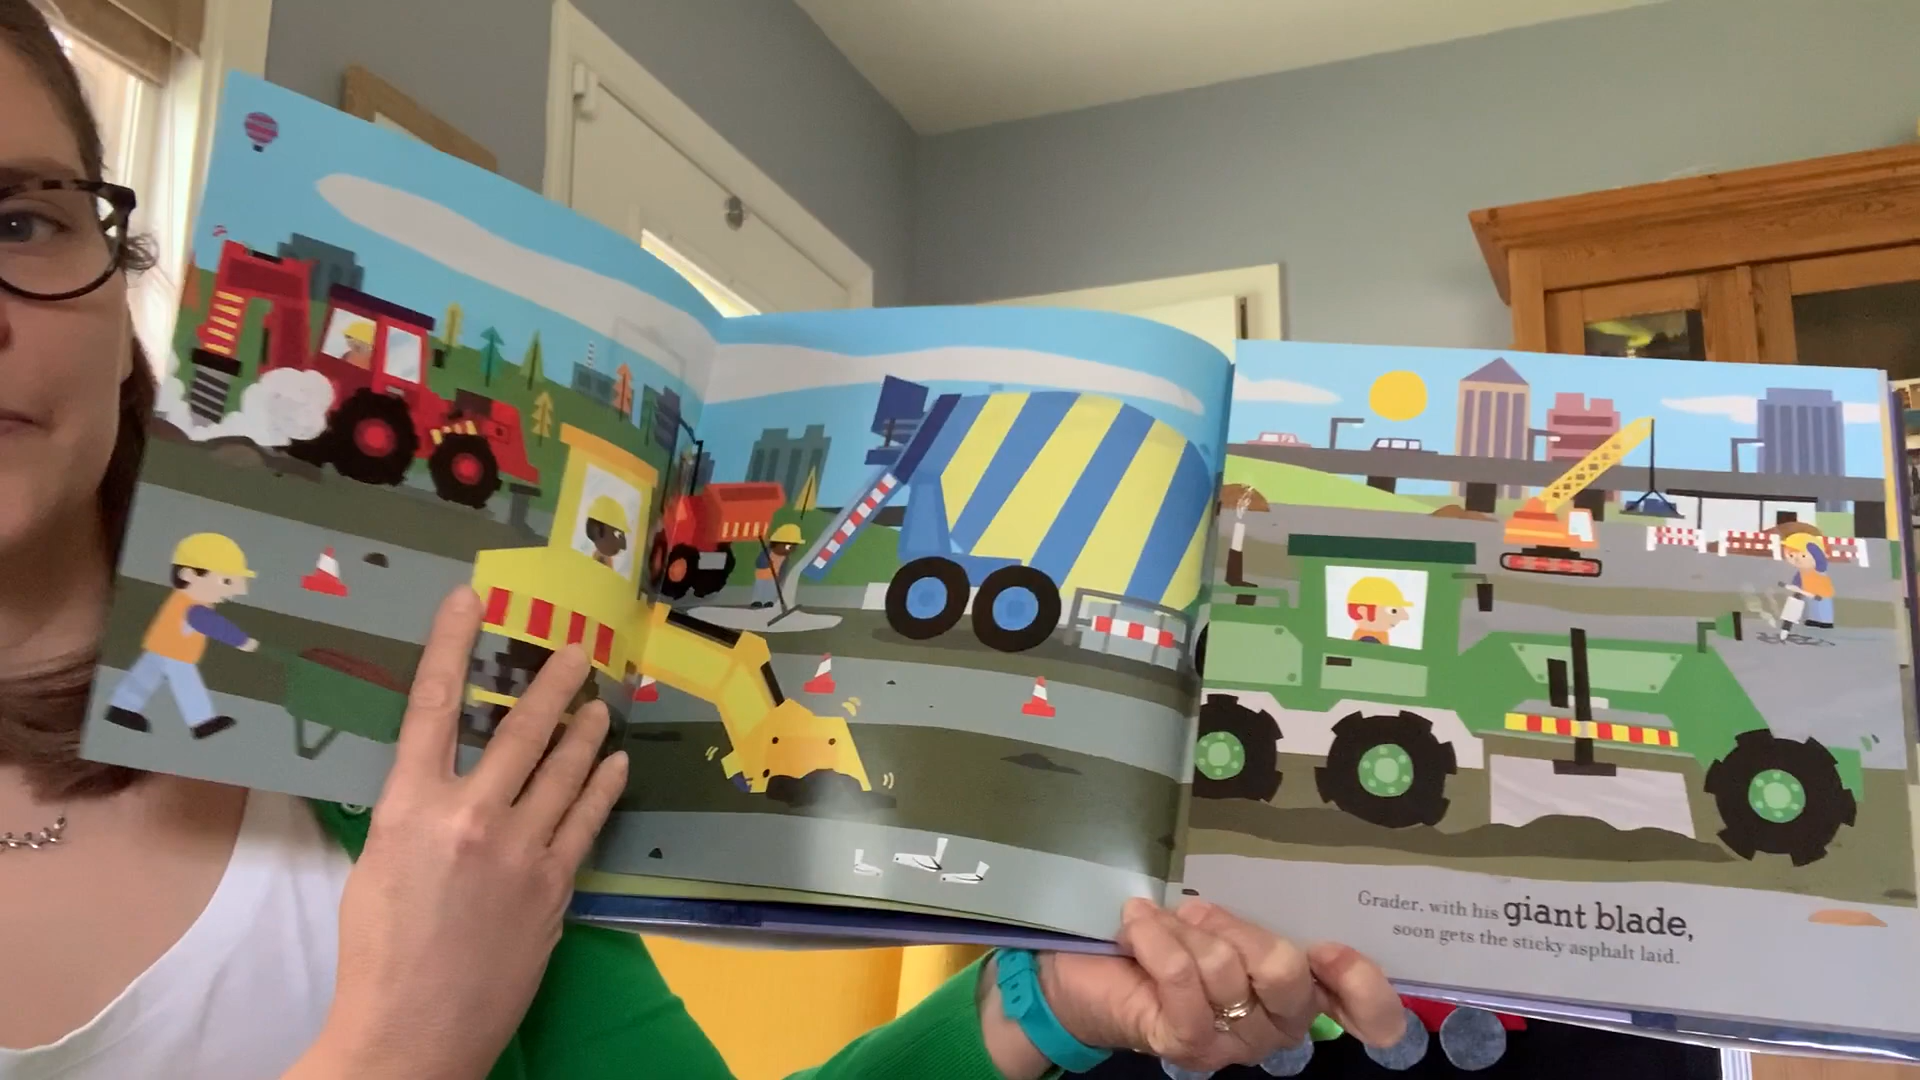 Grader, with his giant blade,
soon gets the sticky asphalt laid.